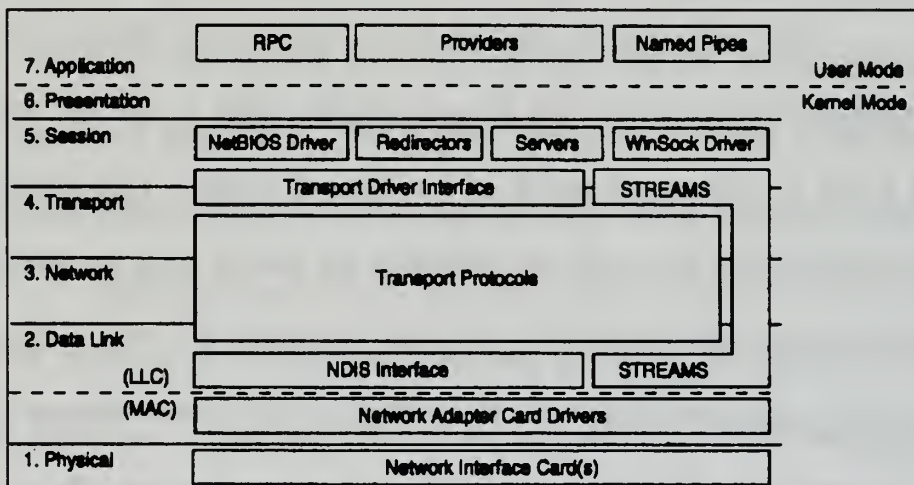 RPC Providers Named Pipes
7. Application User Mode
6. Presentation Kernel Mode
5. Session NetBIOS Driver Redirectors Servers WinSock Driver
Transport Driver Interface STREAMS
4. Transport
3. Network Transport Protocols
2. Data Link
(LLC) NDIS Interface STREAMS
(MAC) Network Adapter Card Drivers
1. Physical Network Interface Card(s)